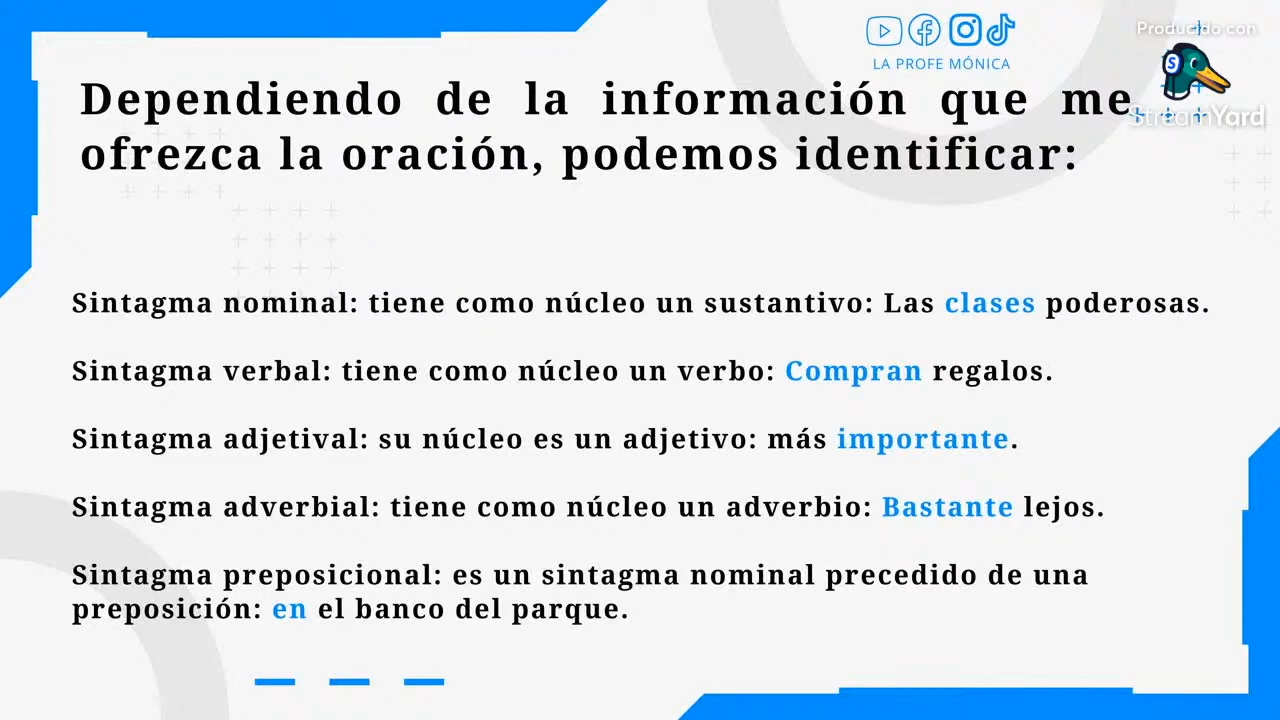 Producido con
LA PROFE MÓNICA
StreamYard
Dependiendo de la información que me
ofrezca la oración, podemos identificar:
Sintagma nominal: tiene como núcleo un sustantivo: Las clases poderosas.
Sintagma verbal: tiene como núcleo un verbo: Compran regalos.
Sintagma adjetival: su núcleo es un adjetivo: más importante.
Sintagma adverbial: tiene como núcleo un adverbio: Bastante lejos.
Sintagma preposicional: es un sintagma nominal precedido de una
preposición: en el banco del parque.